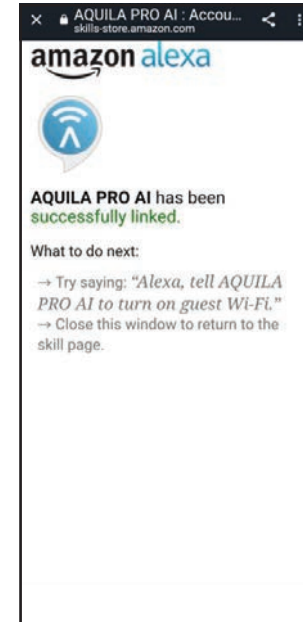 AQUILA PRO AI : Accou...
skills-store.amazon.com
amazon alexa
AQUILA PRO AI has been
successfully linked.
What to do next:
→ Try saying: “Alexa, tell AQUILA
PRO AI to turn on guest Wi-Fi.”
→ Close this window to return to the
skill page.